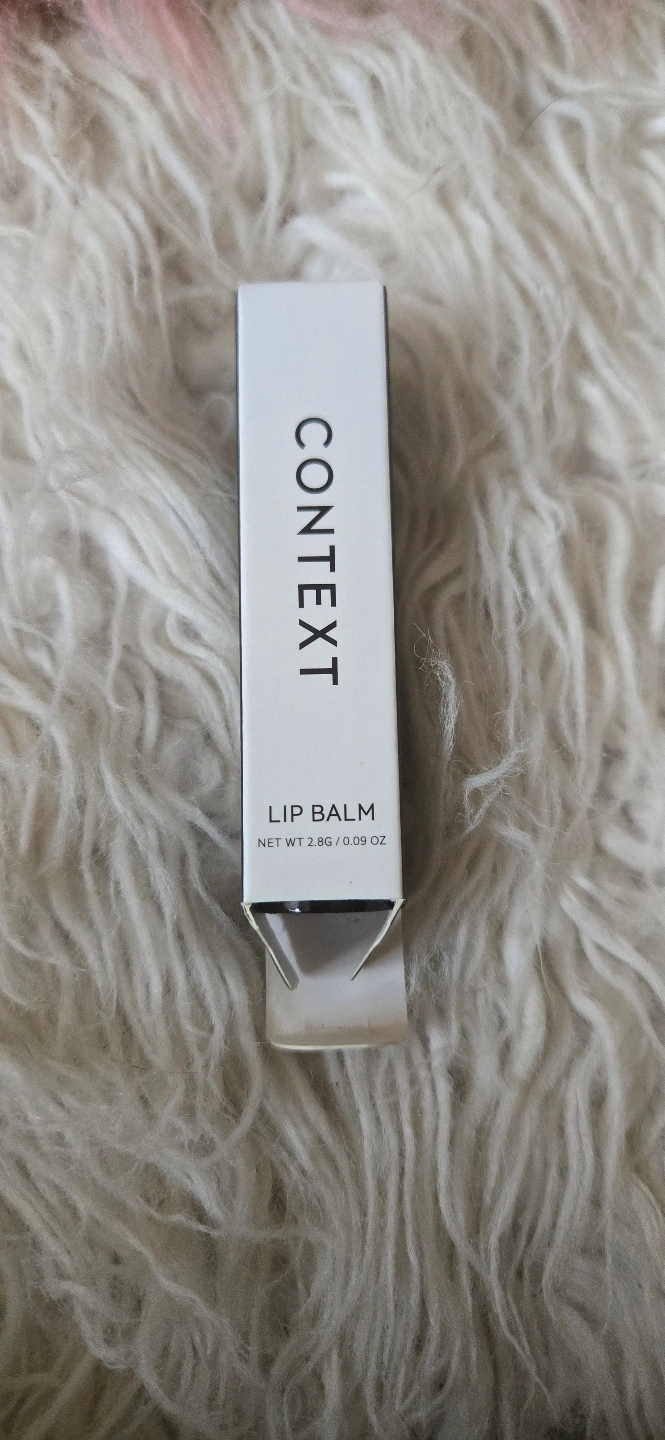 CONTEXT
LIP BALM
NET WT 2.8G / 0.09 OZ